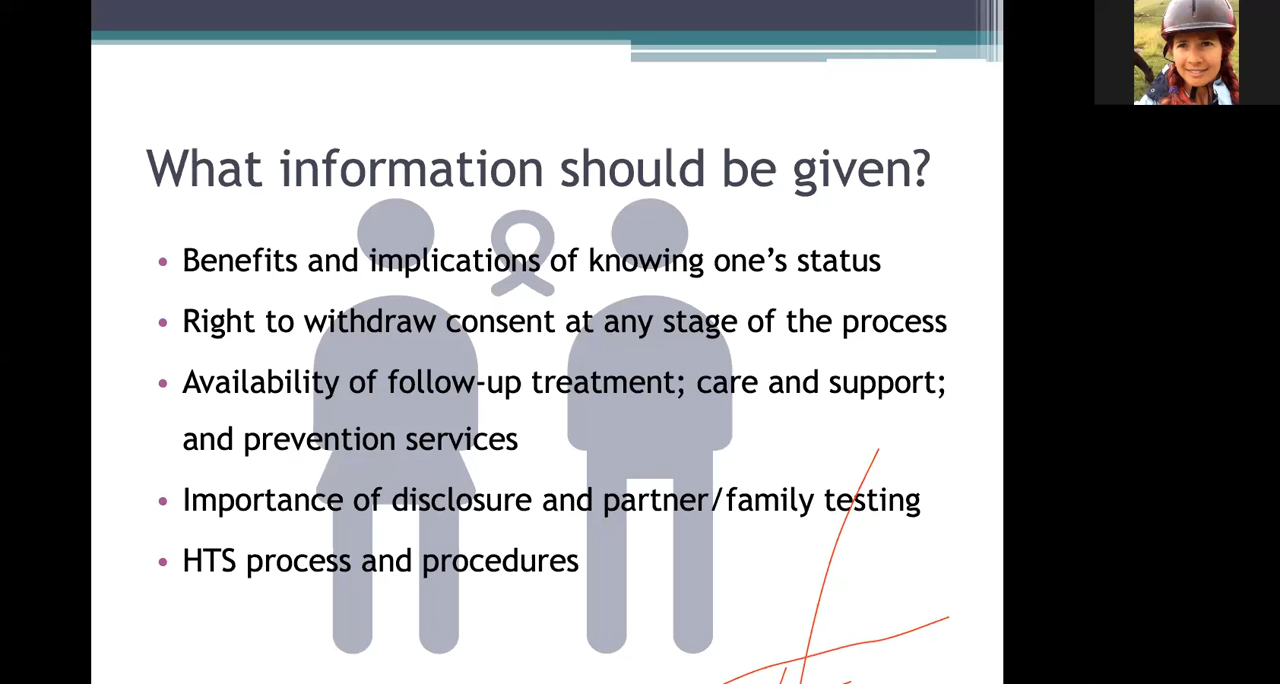 What information should be given?
• Benefits and implications of knowing one’s status
• Right to withdraw consent at any stage of the process
• Availability of follow-up treatment; care and support;
and prevention services
• Importance of disclosure and partner/family testing
• HTS process and procedures